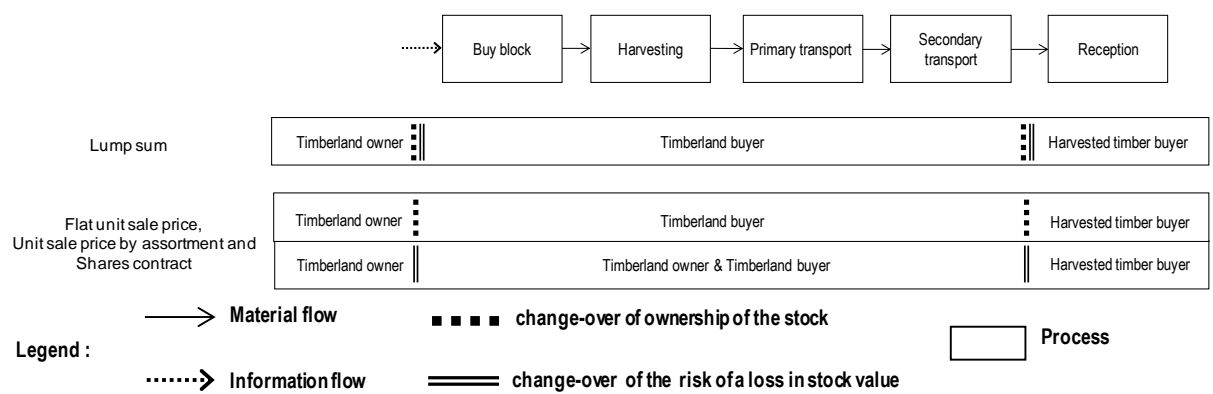 Buy block
Harvesting
Primary transport
Secondary
transport
Reception
Lump sum
Timberland owner
Timberland buyer
Harvested timber buyer
Flat unit sale price,
Unit sale price by assortment and
Shares contract
Timberland owner
Timberland buyer
Harvested timber buyer
Timberland owner
Timberland owner & Timberland buyer
Harvested timber buyer
Legend :
Material flow
change-over of ownership of the stock
Process
Information flow
change-over of the risk of a loss in stock value